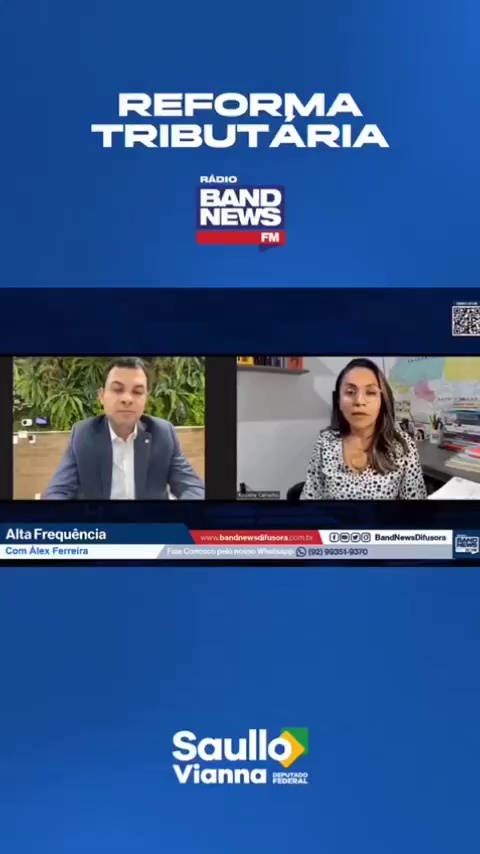 REFORMA
TRIBUTÁRIA
RÁDIO
BAND
NEWS
FM
Alta Frequência
Com Álex Ferreira
www.bandnewsdifusora.com.br
BandNewsDifusora
Fale Conosco pelo nosso Whatsapp (92) 99351-9370
Saullo
Vianna
DEPUTADO
FEDERAL